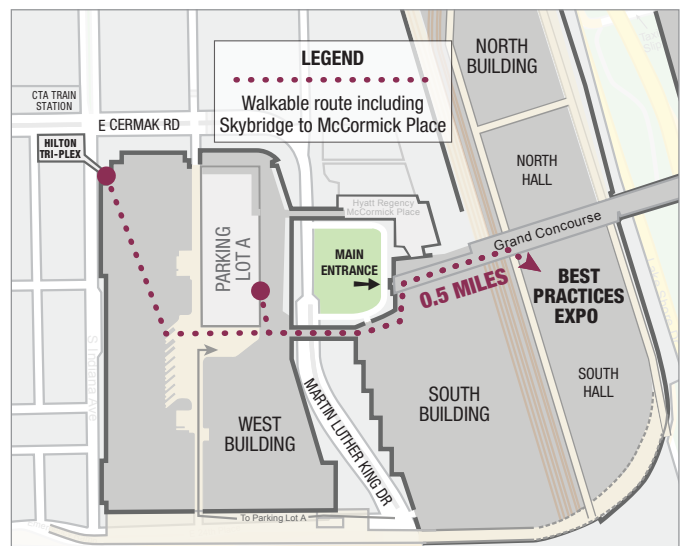 LEGEND
Walkable route including
Skybridge to McCormick Place
NORTH
BUILDING
CTA TRAIN
STATION
E CERMAK RD
HILTON
TRI-PLEX
NORTH
HALL
Hyatt Regency
McCormick Place
Grand Concourse
PARKING
LOT A
MAIN
ENTRANCE
0.5 MILES
BEST
PRACTICES
EXPO
S Indiana Ave
SOUTH
HALL
MARTIN LUTHER KING DR
SOUTH
BUILDING
WEST
BUILDING
To Parking Lot A